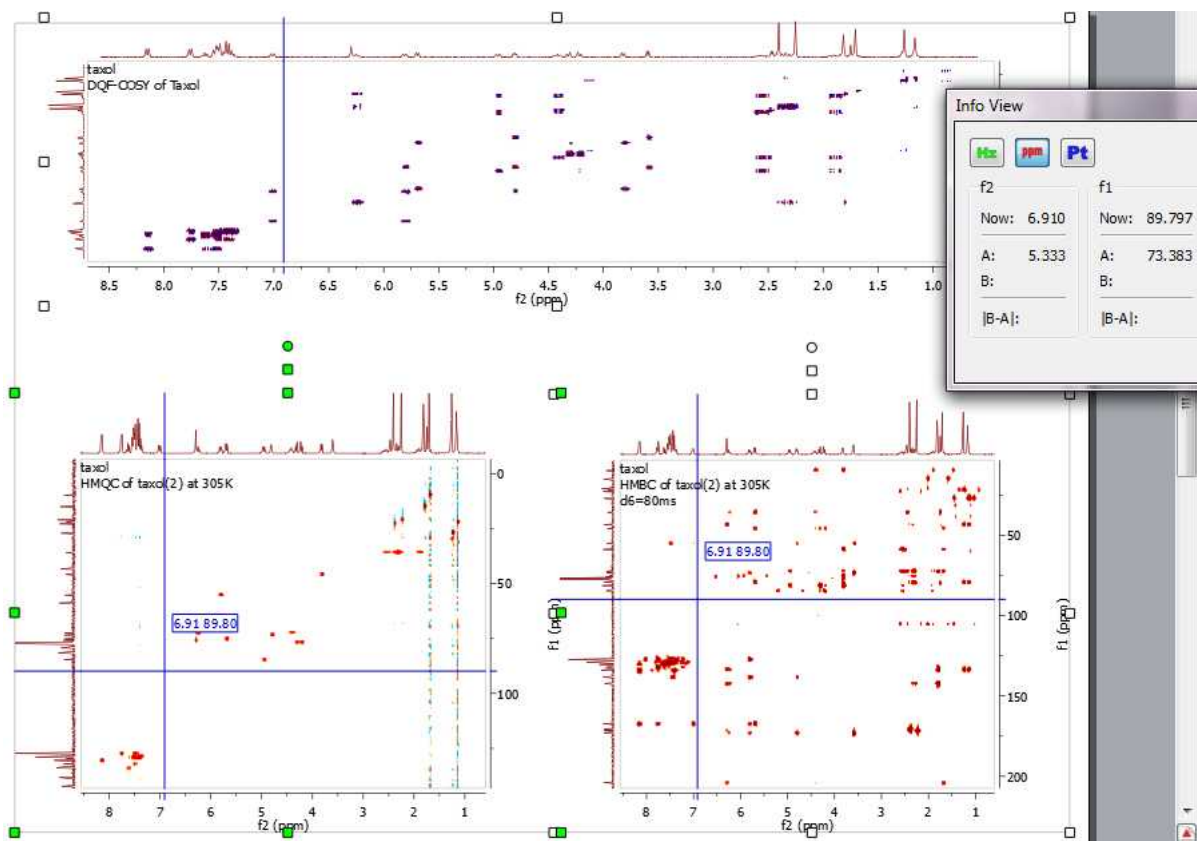 taxol
DQF-COSY of Taxol
8.5 8.0 7.5 7.0 6.5 6.0 5.5 5.0 4.5 4.0 3.5 3.0 2.5 2.0 1.5 1.0
f2 (ppm)
Info View
Hz ppm Pt
f2 f1
Now: 6.910 Now: 89.797
A: 5.333 A: 73.383
B: B:
|B-A|: |B-A|:
taxol
HMQC of taxol(2) at 305K
6.91 89.80
0
50
100
f1 (ppm)
8 7 6 5 4 3 2 1
f2 (ppm)
taxol
HMBC of taxol(2) at 305K
d6=80ms
6.91 89.80
50
100
150
200
f1 (ppm)
8 7 6 5 4 3 2 1
f2 (ppm)